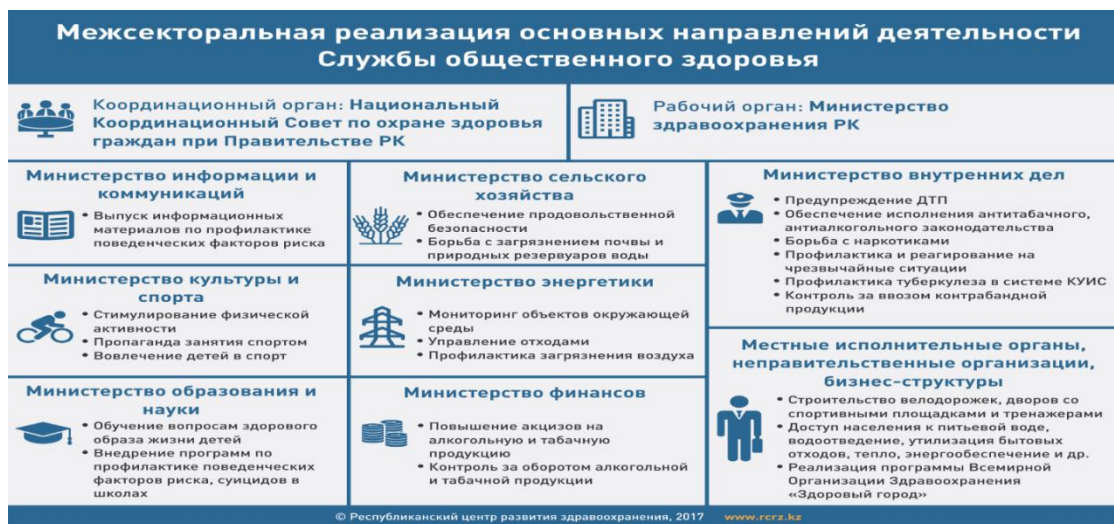 Межсекторальная реализация основных направлений деятельности
Службы общественного здоровья
Координационный орган: Национальный
Координационный Совет по охране здоровья
граждан при Правительстве РК
Рабочий орган: Министерство
здравоохранения РК
Министерство информации и
коммуникаций
• Выпуск информационных
материалов по профилактике
поведенческих факторов риска
Министерство сельского
хозяйства
• Обеспечение продовольственной
безопасности
• Борьба с загрязнением почвы и
природных резервуаров воды
Министерство внутренних дел
• Предупреждение ДТП
• Обеспечение исполнения антитабачного,
антиалкогольного законодательства
• Борьба с наркотиками
• Профилактика и реагирование на
чрезвычайные ситуации
• Профилактика туберкулеза в системе КУИС
• Контроль за ввозом контрабандной
продукции
Министерство культуры и
спорта
• Стимулирование физической
активности
• Пропаганда занятия спортом
• Вовлечение детей в спорт
Министерство энергетики
• Мониторинг объектов окружающей
среды
• Управление отходами
• Профилактика загрязнения воздуха
Местные исполнительные органы,
неправительственные организации,
бизнес-структуры
• Строительство велодорожек, дворов со
спортивными площадками и тренажерами
• Доступ населения к питьевой воде,
водоотведение, утилизация бытовых
отходов, тепло, энергообеспечение и др.
• Реализация программы Всемирной
Организации Здравоохранения
«Здоровый город»
Министерство образования и
науки
• Обучение вопросам здорового
образа жизни детей
• Внедрение программ по
профилактике поведенческих
факторов риска, суицидов в
школах
Министерство финансов
• Повышение акцизов на
алкогольную и табачную
продукцию
• Контроль за оборотом алкогольной
и табачной продукции
© Республиканский центр развития здравоохранения, 2017 www.rcrz.kz